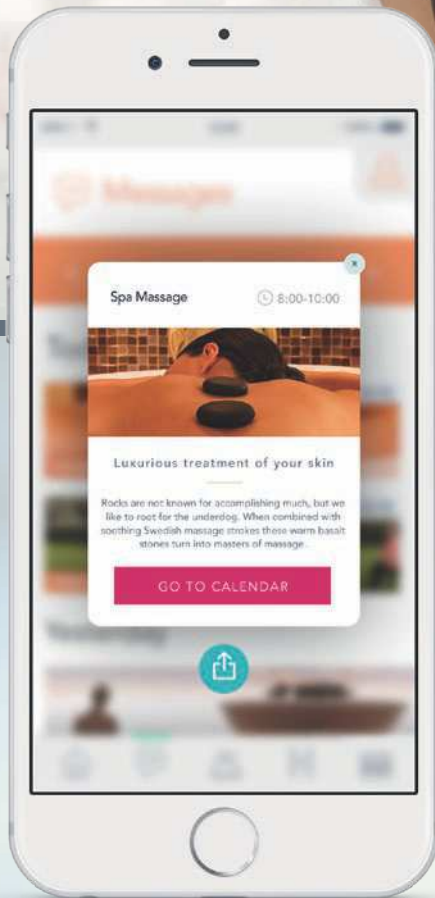 Messages
Spa Massage
8:00-10:00
x
Luxurious treatment of your skin
Rocks are not known for accomplishing much, but we
like to root for the underdog. When combined with
soothing Swedish massage strokes these warm basalt
stones turn into masters of massage.
GO TO CALENDAR